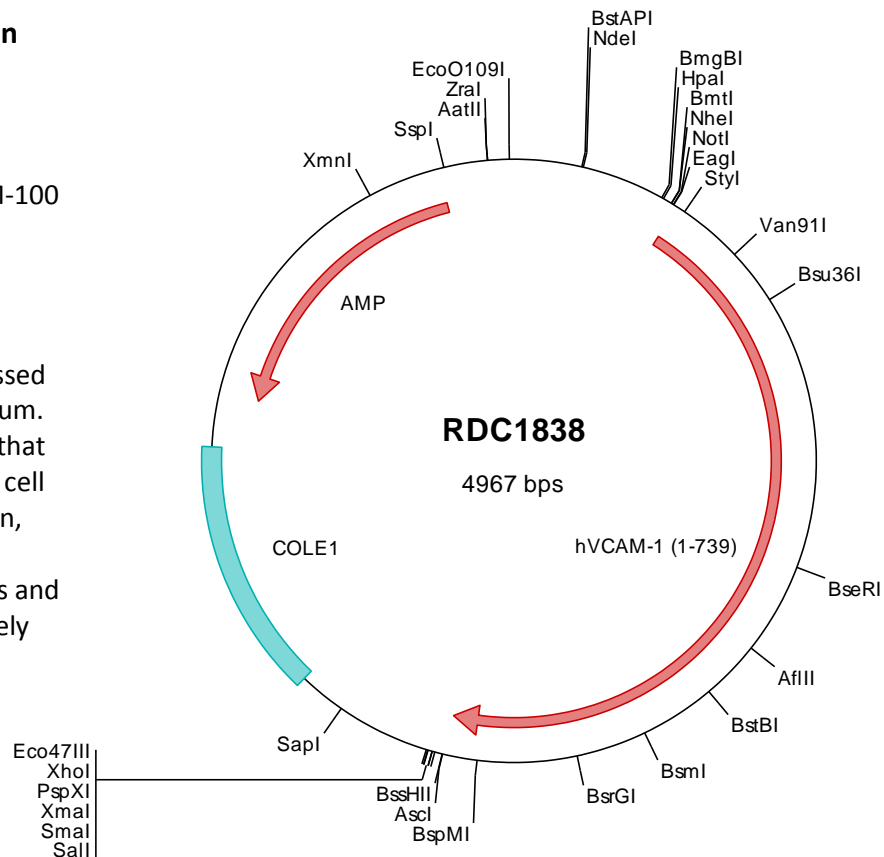 n
I-100
ssed
um.
that
cell
n,
s and
ely
BstAPI
NdeI
EcoO109I
ZraI
AatII
SspI
XmnI
BmgBI
HpaI
BmtI
NheI
NotI
EagI
StyI
Van91I
Bsu36I
AMP
RDC1838
4967 bps
hVCAM-1 (1-739)
COLE1
BseRI
AflII
BstBI
BsmI
BsrGI
SapI
Eco47III
XhoI
PspXI
XmaI
SmaI
SalI
BssHII
AscI
BspMI